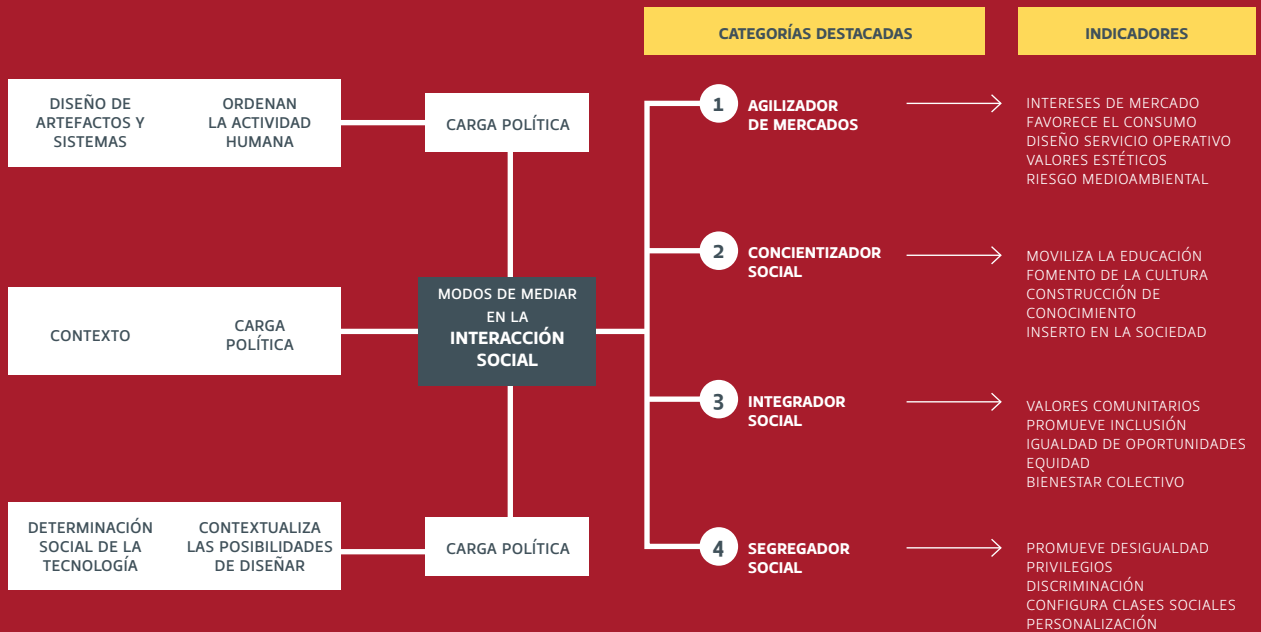 CATEGORÍAS DESTACADAS
INDICADORES
DISEÑO DE
ARTEFACTOS Y
SISTEMAS
ORDENAN
LA ACTIVIDAD
HUMANA
CARGA POLÍTICA
CONTEXTO
CARGA
POLÍTICA
MODOS DE MEDIAR
EN LA
INTERACCIÓN
SOCIAL
DETERMINACIÓN
SOCIAL DE LA
TECNOLOGÍA
CONTEXTUALIZA
LAS POSIBILIDADES
DE DISEÑAR
CARGA POLÍTICA
1
AGILIZADOR
DE MERCADOS
INTERESES DE MERCADO
FAVORECE EL CONSUMO
DISEÑO SERVICIO OPERATIVO
VALORES ESTÉTICOS
RIESGO MEDIOAMBIENTAL
2
CONCIENTIZADOR
SOCIAL
MOVILIZA LA EDUCACIÓN
FOMENTO DE LA CULTURA
CONSTRUCCIÓN DE
CONOCIMIENTO
INSERTO EN LA SOCIEDAD
3
INTEGRADOR
SOCIAL
VALORES COMUNITARIOS
PROMUEVE INCLUSIÓN
IGUALDAD DE OPORTUNIDADES
EQUIDAD
BIENESTAR COLECTIVO
4
SEGREGADOR
SOCIAL
PROMUEVE DESIGUALDAD
PRIVILEGIOS
DISCRIMINACIÓN
CONFIGURA CLASES SOCIALES
PERSONALIZACIÓN